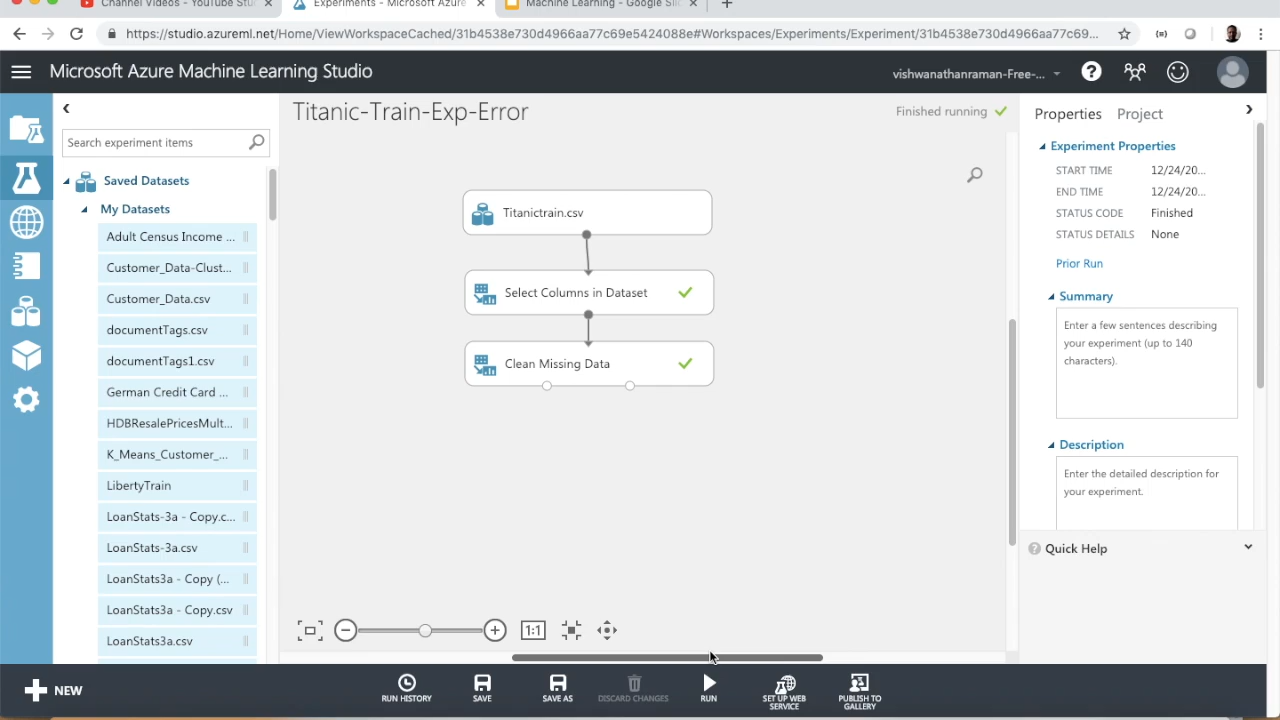 Channel Videos - YouTube Stu
Experiments - Microsoft Azure
Machine Learning - Google Slid
https://studio.azureml.net/Home/ViewWorkspaceCached/31b4538e730d4966aa77c69e5424088e#Workspaces/Experiments/Experiment/31b4538e730d4966aa77c69...
Microsoft Azure Machine Learning Studio
vishwanathraman-Free-...
Search experiment items
Saved Datasets
My Datasets
Adult Census Income ...
Customer_Data-Clust...
Customer_Data.csv
documentTags.csv
documentTags1.csv
German Credit Card ...
HDBResalePricesMult...
K_Means_Customer_...
LibertyTrain
LoanStats-3a - Copy.c...
LoanStats-3a.csv
LoanStats3a - Copy (...
LoanStats3a - Copy.csv
LoanStats3a.csv
Titanic-Train-Exp-Error
Finished running
Titanictrain.csv
Select Columns in Dataset
Clean Missing Data
1:1
Properties
Project
Experiment Properties
START TIME 12/24/20...
END TIME 12/24/20...
STATUS CODE Finished
STATUS DETAILS None
Prior Run
Summary
Enter a few sentences describing
your experiment (up to 140
characters).
Description
Enter the detailed description for
your experiment.
Quick Help
NEW
RUN HISTORY
SAVE
SAVE AS
DISCARD CHANGES
RUN
SET UP WEB
SERVICE
PUBLISH TO
GALLERY